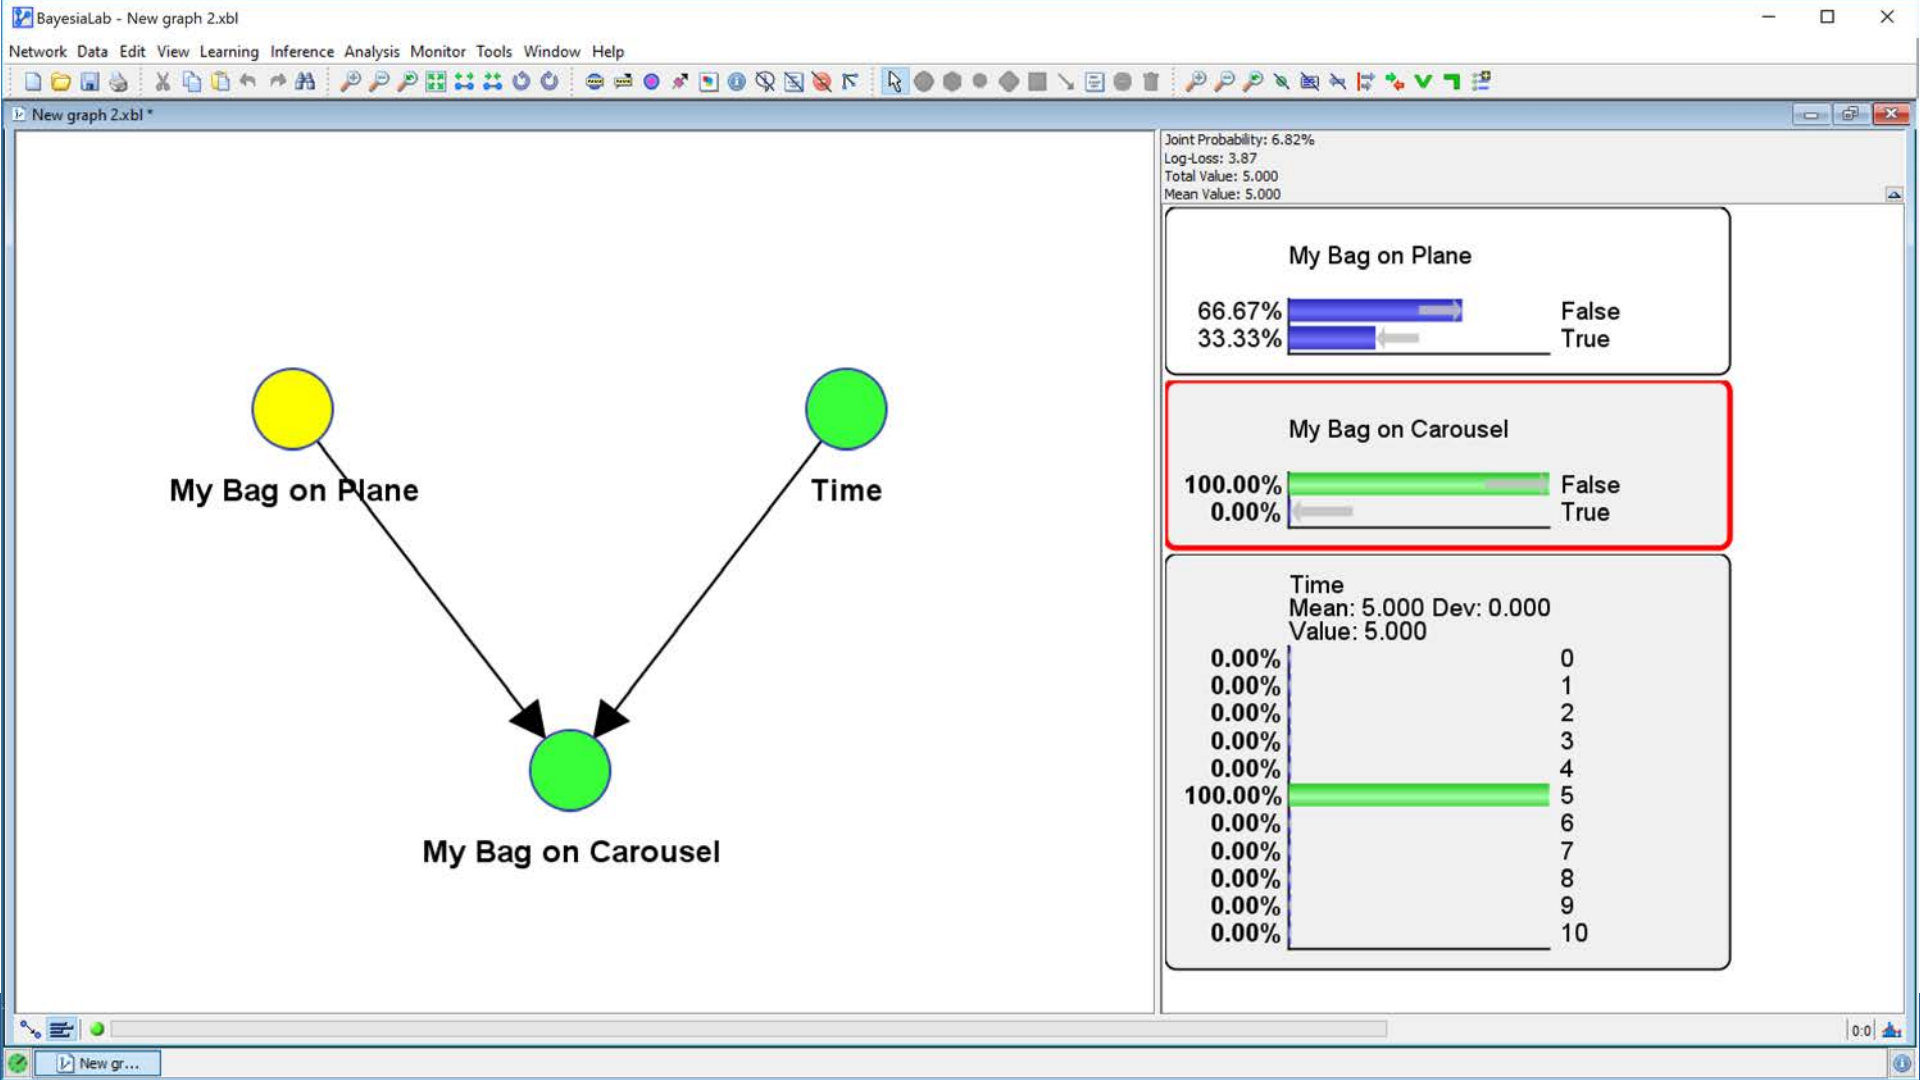 BayesiaLab - New graph 2.xbl
Network Data Edit View Learning Inference Analysis Monitor Tools Window Help
New graph 2.xbl *
My Bag on Plane
Time
My Bag on Carousel
Joint Probability: 6.82%
Log-Loss: 3.87
Total Value: 5.000
Mean Value: 5.000
My Bag on Plane
66.67% False
33.33% True
My Bag on Carousel
100.00% False
0.00% True
Time
Mean: 5.000 Dev: 0.000
Value: 5.000
0.00% 0
0.00% 1
0.00% 2
0.00% 3
0.00% 4
100.00% 5
0.00% 6
0.00% 7
0.00% 8
0.00% 9
0.00% 10
0:0
New gr...